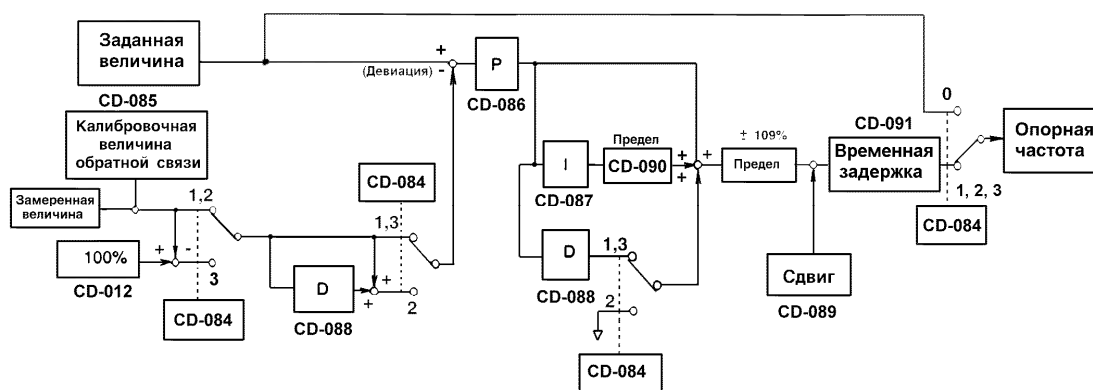 Заданная
величина
CD-085
Калибровочная
величина
обратной связи
Замеренная
величина
100%
CD-012
+
-
1,2
3
CD-084
D
CD-088
+
+
1,3
2
CD-084
+
-
(Девиация)
P
CD-086
I
CD-087
D
CD-088
Предел
CD-090
+
+
+
1,3
2
CD-084
± 109%
Предел
Сдвиг
CD-089
CD-091
Временная
задержка
0
1, 2, 3
CD-084
Опорная
частота